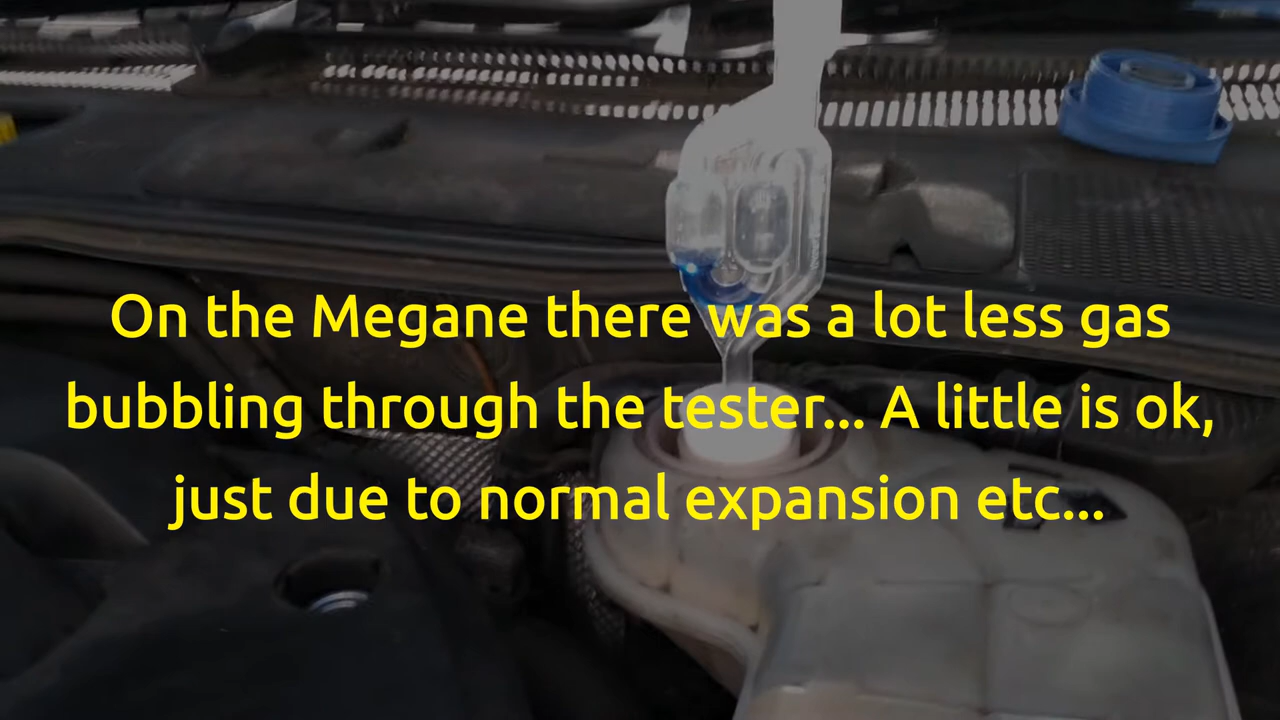 On the Megane there was a lot less gas
bubbling through the tester... A little is ok,
just due to normal expansion etc...